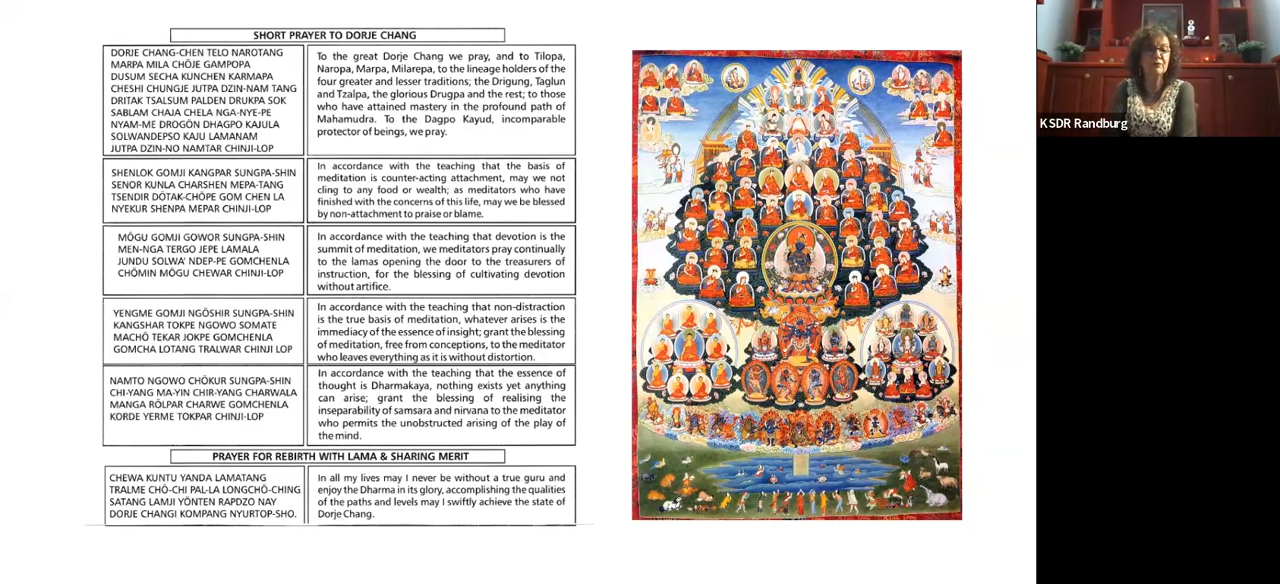 SHORT PRAYER TO DORJE CHANG
DORJE CHANG-CHEN TELO NAROTANG
MARPA MILA CHÖJE GAMPOPA
DUSUM SECHA KUNCHEN KARMAPA
CHESHI CHUNGJE JUTPA DZIN-NAM TANG
DRITAK TSALSUM PALDEN DRUKPA SOK
SABLAM CHAJA CHELA NGA-NYE-PE
NYAM-ME DROGÖN DHAGPO KAJULA
SOLWANDEPSO KAJU LAMANAM
JUTPA DZIN-NO NAMTAR CHINJI-LOP
To the great Dorje Chang we pray, and to Tilopa,
Naropa, Marpa, Milarepa, to the lineage holders of the
four greater and lesser traditions; the Drigung, Taglun
and Tzalpa, the glorious Drugpa and the rest; to those
who have attained mastery in the profound path of
Mahamudra. To the Dagpo Kayud, incomparable
protector of beings, we pray.
SHENLOK GOMJI KANGPAR SUNGPA-SHIN
SENOR KUNLA CHARSHEN MEPA-TANG
TSENDIR DÖTAK-CHÖPE GOM CHEN LA
NYEKUR SHENPA MEPAR CHINJI-LOP
In accordance with the teaching that the basis of
meditation is counter-acting attachment, may we not
cling to any food or wealth; as meditators who have
finished with the concerns of this life, may we be blessed
by non-attachment to praise or blame.
MÖGU GOMJI GOWOR SUNGPA-SHIN
MEN-NGA TERGO JEPE LAMALA
JUNDU SOLWA' NDEP-PE GOMCHENLA
CHÖMIN MÖGU CHEWAR CHINJI-LOP
In accordance with the teaching that devotion is the
summit of meditation, we meditators pray continually
to the lamas opening the door to the treasurers of
instruction, for the blessing of cultivating devotion
without artifice.
YENGME GOMJI NGÖSHIR SUNGPA-SHIN
KANGSHAR TOKPE NGOWO SOMATE
MACHÖ TEKAR JOKPE GOMCHENLA
GOMCHA LOTANG TRALWAR CHINJI LOP
In accordance with the teaching that non-distraction
is the true basis of meditation, whatever arises is the
immediacy of the essence of insight; grant the blessing
of meditation, free from conceptions, to the meditator
who leaves everything as it is without distortion.
NAMTO NGOWO CHÖKUR SUNGPA-SHIN
CHI-YANG MA-YIN CHIR-YANG CHARWALA
MANGA RÖLPAR CHARWE GOMCHENLA
KORDE YERME TOKPAR CHINJI-LOP
In accordance with the teaching that the essence of
thought is Dharmakaya, nothing exists yet anything
can arise; grant the blessing of realising the
inseparability of samsara and nirvana to the meditator
who permits the unobstructed arising of the play of
the mind.
PRAYER FOR REBIRTH WITH LAMA & SHARING MERIT
CHEWA KUNTU YANDA LAMATANG
TRALME CHÖ-CHI PAL-LA LONGCHÖ-CHING
SATANG LAMJI YÖNTEN RAPDZO NAY
DORJE CHANGI KOMPANG NYURTOP-SHO.
In all my lives may I never be without a true guru and
enjoy the Dharma in its glory, accomplishing the qualities
of the paths and levels may I swiftly achieve the state of
Dorje Chang.
KSDR Randburg